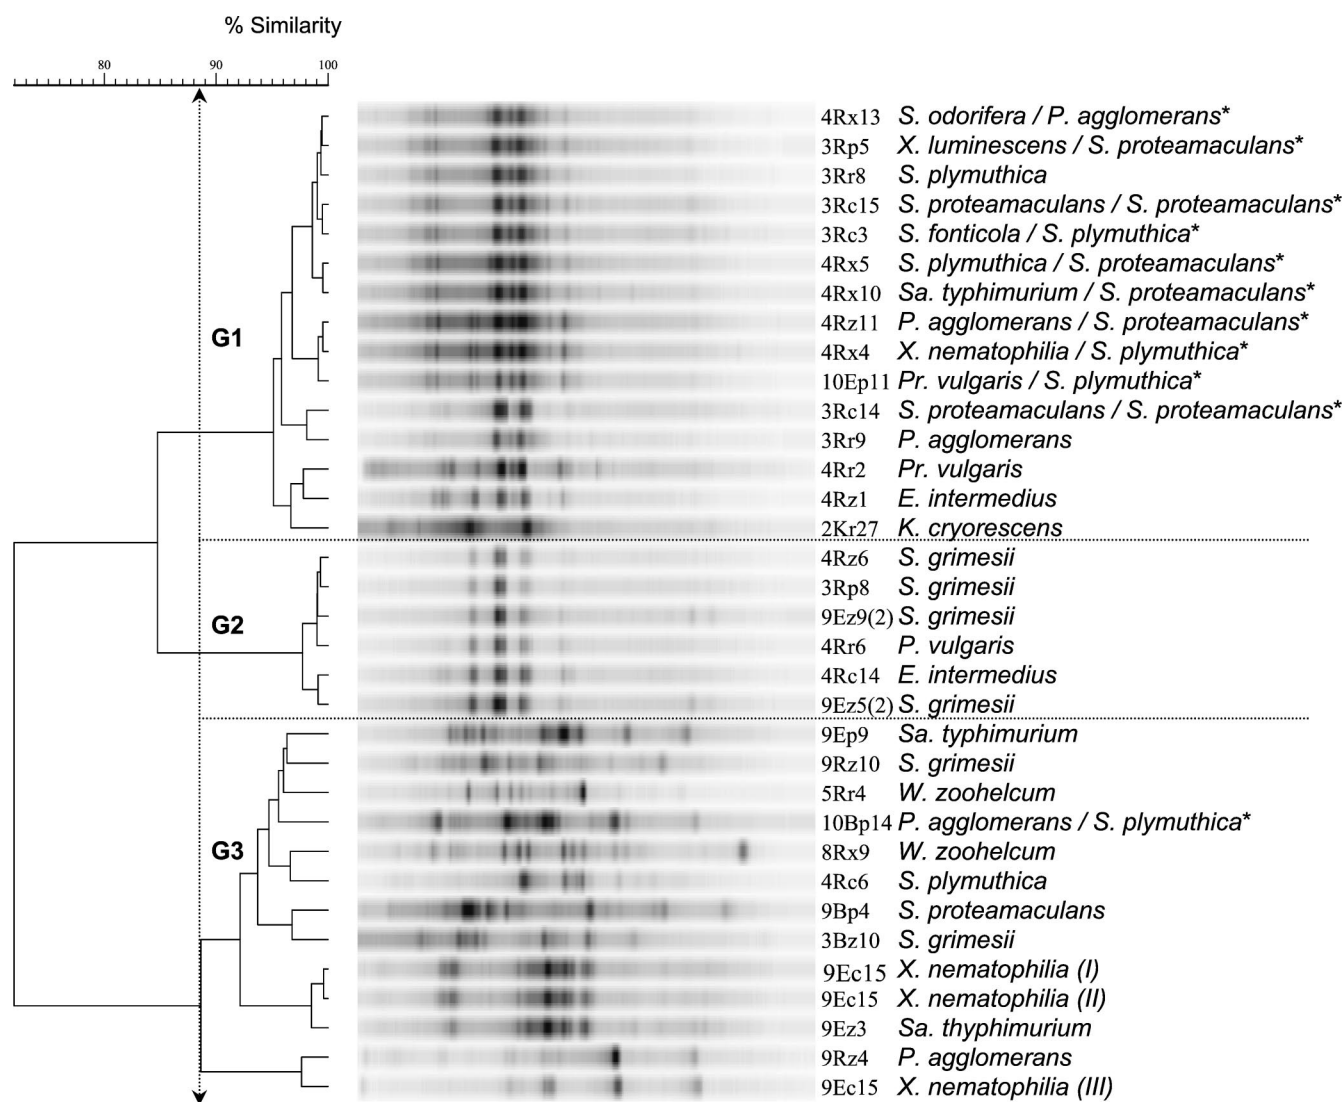 % Similarity
80 90 100
4Rx13 S. odorifera / P. agglomerans*
3Rp5 X. luminescens / S. proteamaculans*
3Rr8 S. plymuthica
3Rc15 S. proteamaculans / S. proteamaculans*
3Rc3 S. fonticola / S. plymuthica*
4Rx5 S. plymuthica / S. proteamaculans*
4Rx10 Sa. typhimurium / S. proteamaculans*
G1
4Rz11 P. agglomerans / S. proteamaculans*
4Rx4 X. nematophilia / S. plymuthica*
10Ep11 Pr. vulgaris / S. plymuthica*
3Rc14 S. proteamaculans / S. proteamaculans*
3Rr9 P. agglomerans
4Rr2 Pr. vulgaris
4Rz1 E. intermedius
2Kr27 K. cryorescens
4Rz6 S. grimesii
3Rp8 S. grimesii
9Ez9(2) S. grimesii
G2
4Rr6 P. vulgaris
4Rc14 E. intermedius
9Ez5(2) S. grimesii
9Ep9 Sa. typhimurium
9Rz10 S. grimesii
5Rr4 W. zoohelcum
10Bp14 P. agglomerans / S. plymuthica*
G3
8Rx9 W. zoohelcum
4Rc6 S. plymuthica
9Bp4 S. proteamaculans
3Bz10 S. grimesii
9Ec15 X. nematophilia (I)
9Ec15 X. nematophilia (II)
9Ez3 Sa. thyphimurium
9Rz4 P. agglomerans
9Ec15 X. nematophilia (III)